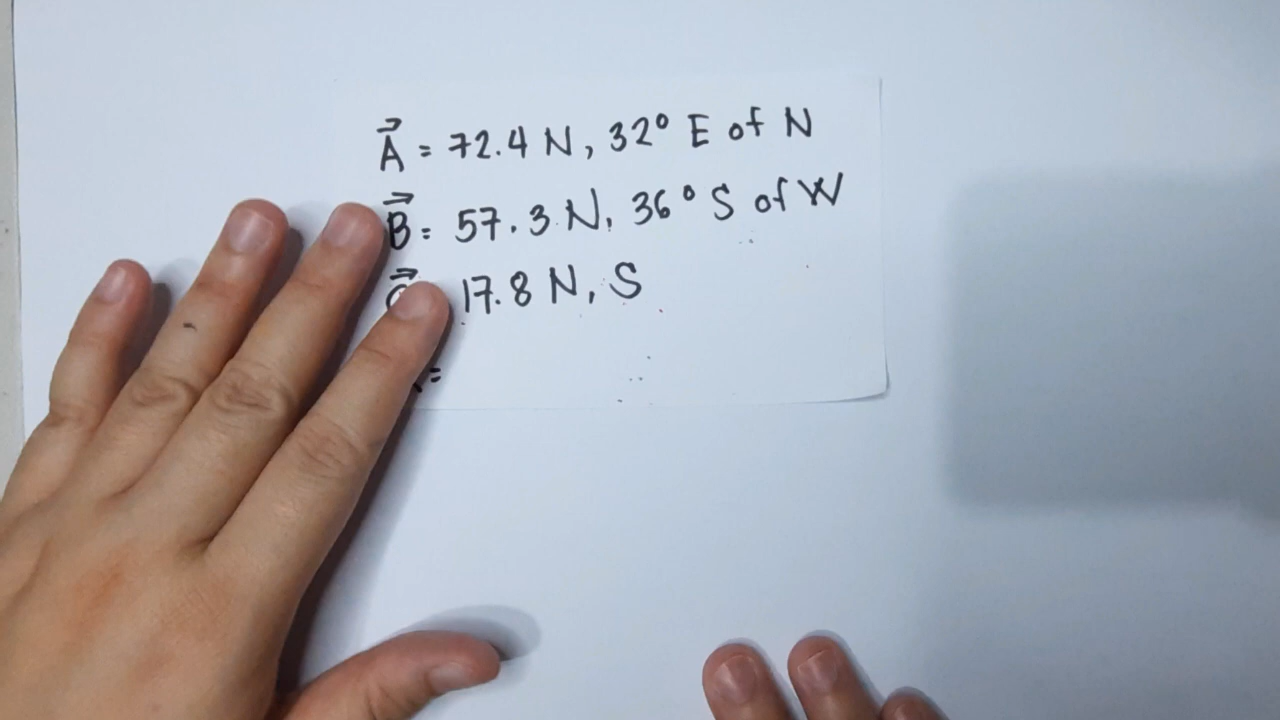 A = 72.4 N, 32° E of N
B = 57.3 N, 36° S of W
17.8 N, S
=